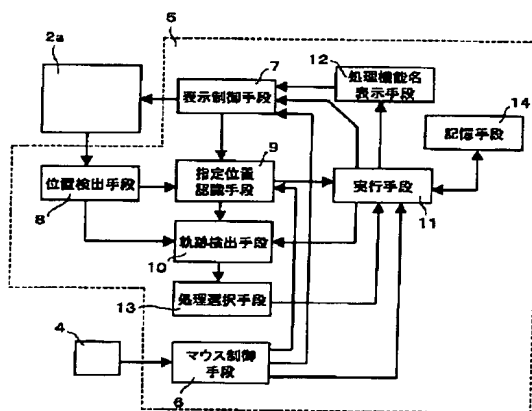 5
2a
7
表示制御手段
12
処理機能名
表示手段
14
記憶手段
9
位置検出手段
8
指定位置
認識手段
実行手段
11
軌跡検出手段
10
処理選択手段
13
4
マウス制御
手段
6